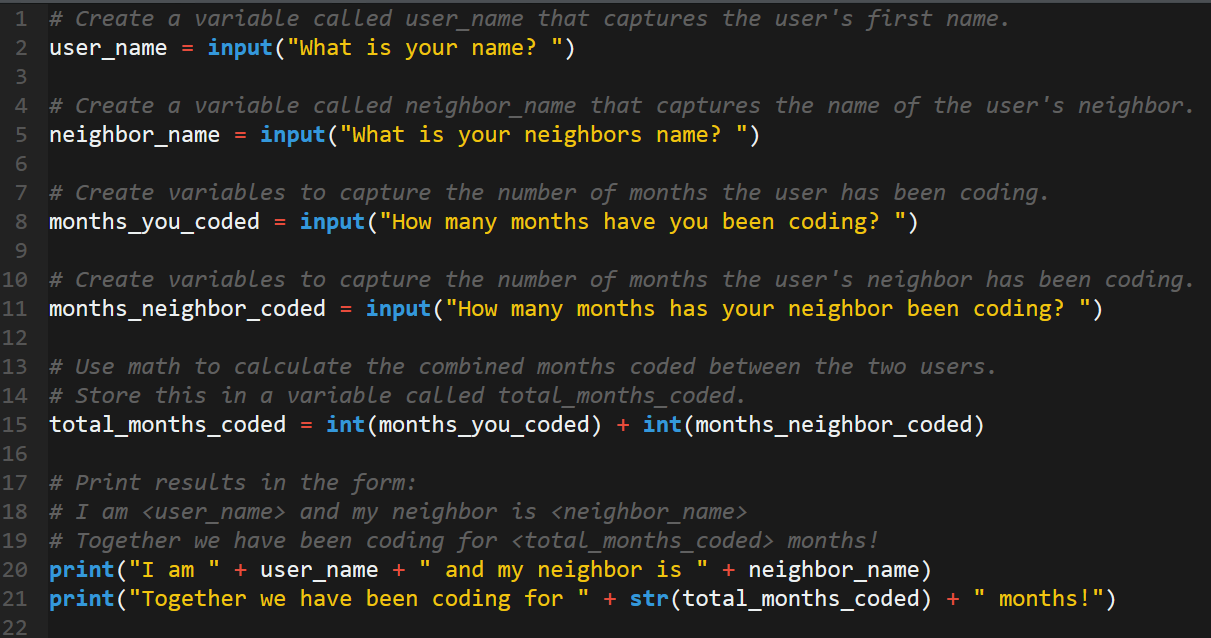 1 # Create a variable called user_name that captures the user's first name.
2 user_name = input("What is your name? ")
3
4 # Create a variable called neighbor_name that captures the name of the user's neighbor.
5 neighbor_name = input("What is your neighbors name? ")
6
7 # Create variables to capture the number of months the user has been coding.
8 months_you_coded = input("How many months have you been coding? ")
9
10 # Create variables to capture the number of months the user's neighbor has been coding.
11 months_neighbor_coded = input("How many months has your neighbor been coding? ")
12
13 # Use math to calculate the combined months coded between the two users.
14 # Store this in a variable called total_months_coded.
15 total_months_coded = int(months_you_coded) + int(months_neighbor_coded)
16
17 # Print results in the form:
18 # I am <user_name> and my neighbor is <neighbor_name>
19 # Together we have been coding for <total_months_coded> months!
20 print("I am " + user_name + " and my neighbor is " + neighbor_name)
21 print("Together we have been coding for " + str(total_months_coded) + " months!")
22